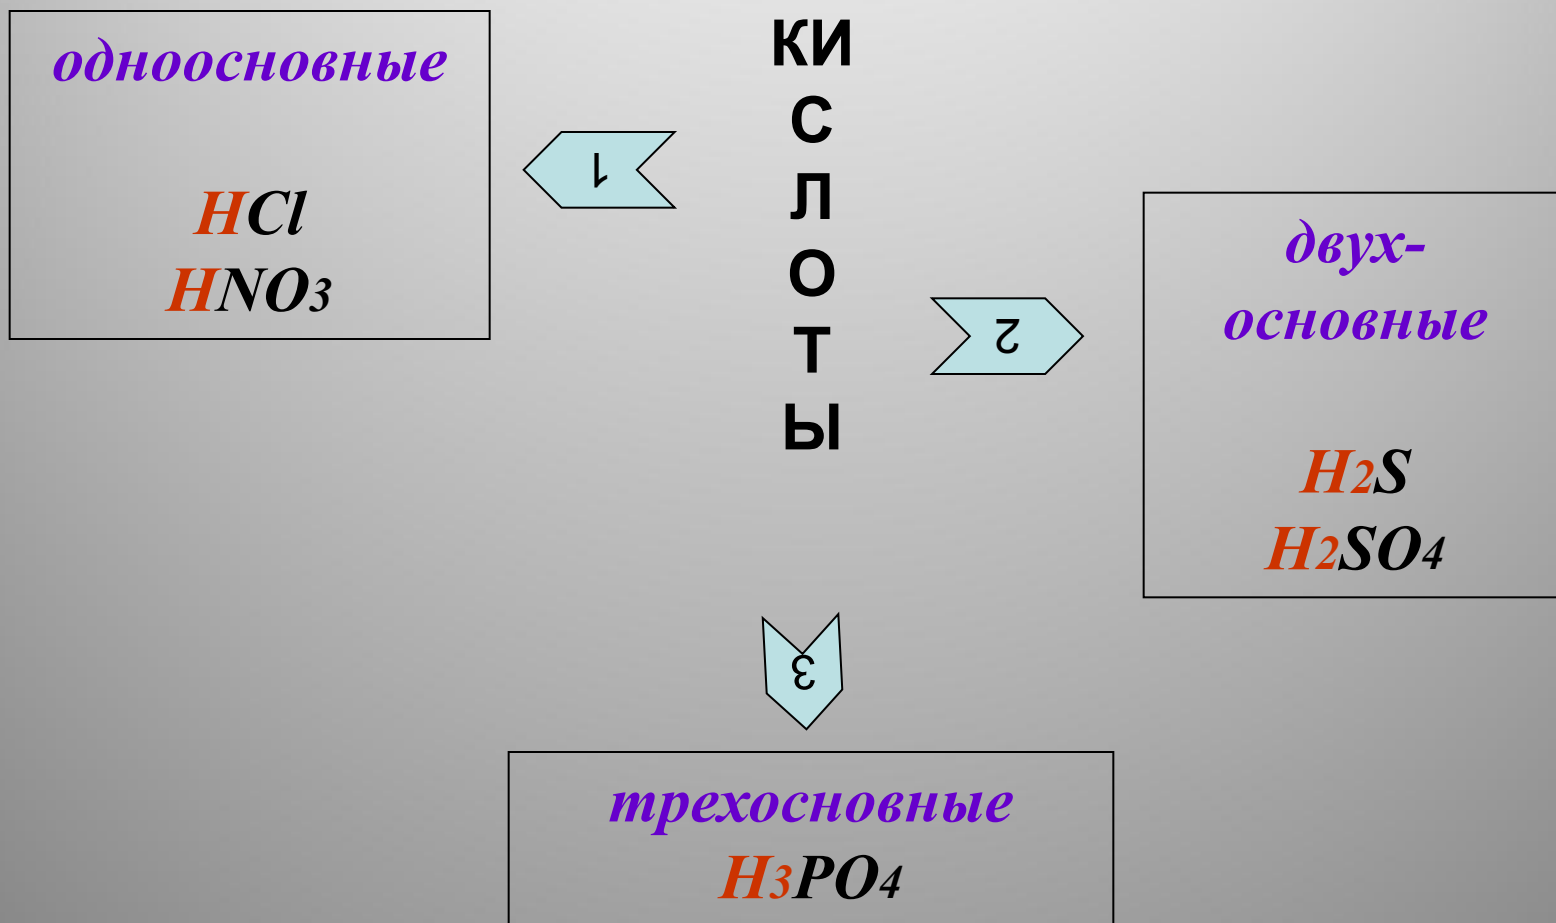 одноосновные
HCl
HNO3
1
КИ
С
Л
О
Т
Ы
2
двух-
основные
H2S
H2SO4
3
трехосновные
H3PO4